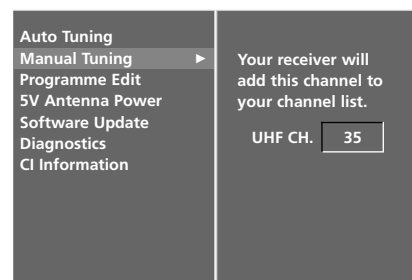 Auto Tuning
Manual Tuning ►
Programme Edit
5V Antenna Power
Software Update
Diagnostics
CI Information
Your receiver will
add this channel to
your channel list.
UHF CH. 35